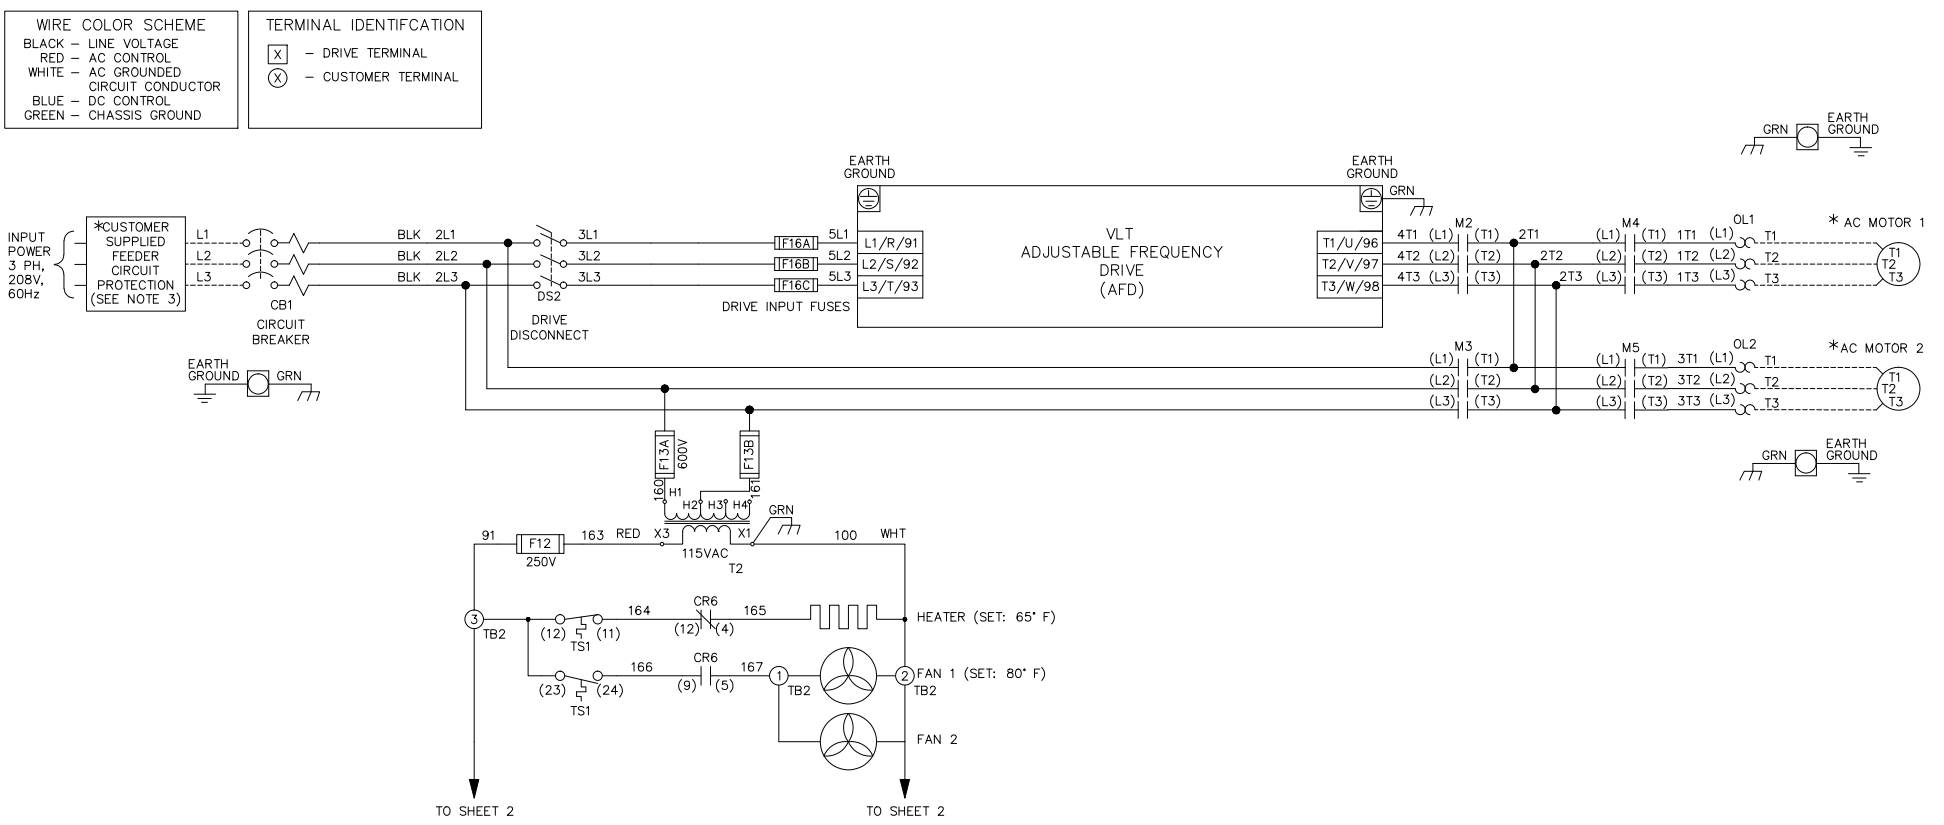 WIRE COLOR SCHEME
BLACK – LINE VOLTAGE
RED – AC CONTROL
WHITE – AC GROUNDED
CIRCUIT CONDUCTOR
BLUE – DC CONTROL
GREEN – CHASSIS GROUND
TERMINAL IDENTIFCATION
X – DRIVE TERMINAL
X – CUSTOMER TERMINAL
INPUT
POWER
3 PH,
208V,
60Hz
*CUSTOMER
SUPPLIED
FEEDER
CIRCUIT
PROTECTION
(SEE NOTE 3)
L1
L2
L3
CB1
CIRCUIT
BREAKER
BLK 2L1
BLK 2L2
BLK 2L3
DS2
DRIVE
DISCONNECT
3L1
3L2
3L3
F16A
F16B
F16C
DRIVE INPUT FUSES
5L1
5L2
5L3
EARTH
GROUND
L1/R/91
L2/S/92
L3/T/93
VLT
ADJUSTABLE FREQUENCY
DRIVE
(AFD)
EARTH
GROUND
GRN
T1/U/96
T2/V/97
T3/W/98
4T1 (L1) M2 (T1) 2T1
4T2 (L2) (T2) 2T2
4T3 (L3) (T3) 2T3
(L1) M4 (T1) 1T1 (L1) OL1 T1
(L2) (T2) 1T2 (L2) T2
(L3) (T3) 1T3 (L3) T3
* AC MOTOR 1
T1
T2
T3
GRN
EARTH
GROUND
EARTH
GROUND
GRN
(L1) M3 (T1)
(L2) (T2)
(L3) (T3)
(L1) M5 (T1) 3T1 (L1) OL2 T1
(L2) (T2) 3T2 (L2) T2
(L3) (T3) 3T3 (L3) T3
*AC MOTOR 2
T1
T2
T3
GRN
EARTH
GROUND
F13A
600V
F13B
160
161
H1
H2
H3
H4
GRN
91
F12
250V
163 RED X3
115VAC
X1
T2
100 WHT
3
TB2
(12) (11)
TS1
164
CR6
(12) (4)
165
HEATER (SET: 65° F)
(23) (24)
TS1
166
CR6
(9) (5)
167
1
TB2
2
TB2
FAN 1 (SET: 80° F)
FAN 2
TO SHEET 2
TO SHEET 2